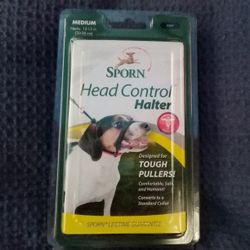 MEDIUM
SPORN
Head Control
Halter
Designed for
TOUGH
PULLERS!
Comfortable, Safe
and Humane!
Converts to a
Standard Collar